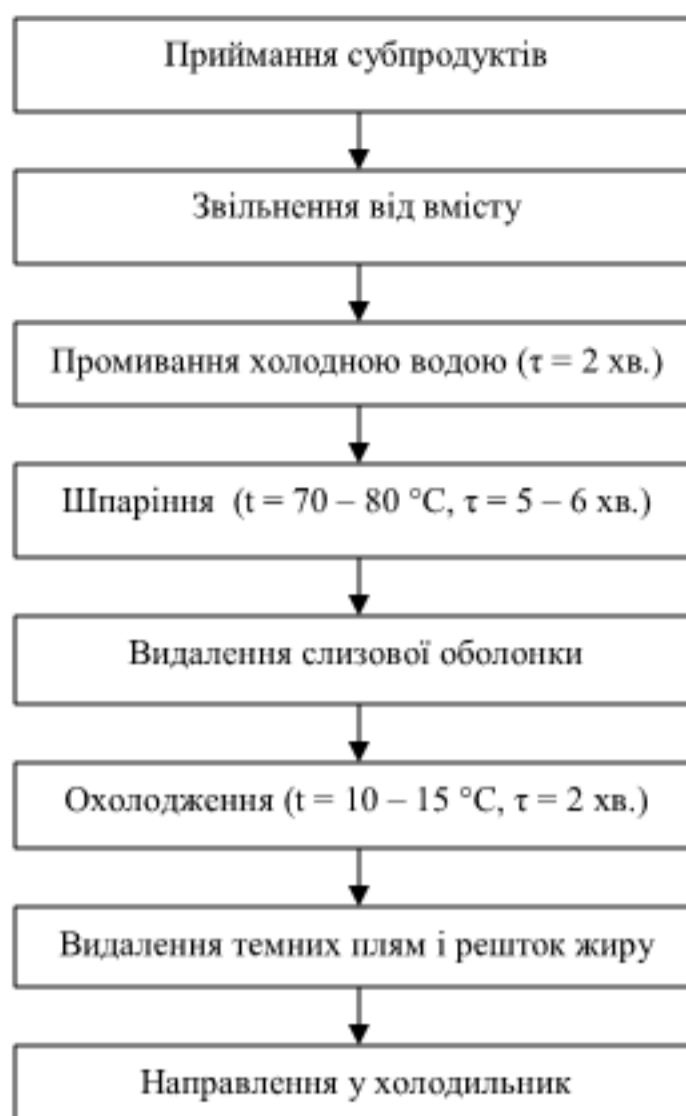 Приймання субпродуктів
Звільнення від вмісту
Промивання холодною водою (τ = 2 хв.)
Шпаріння (t = 70 – 80 °C, τ = 5 – 6 хв.)
Видалення слизової оболонки
Охолодження (t = 10 – 15 °C, τ = 2 хв.)
Видалення темних плям і решток жиру
Направлення у холодильник